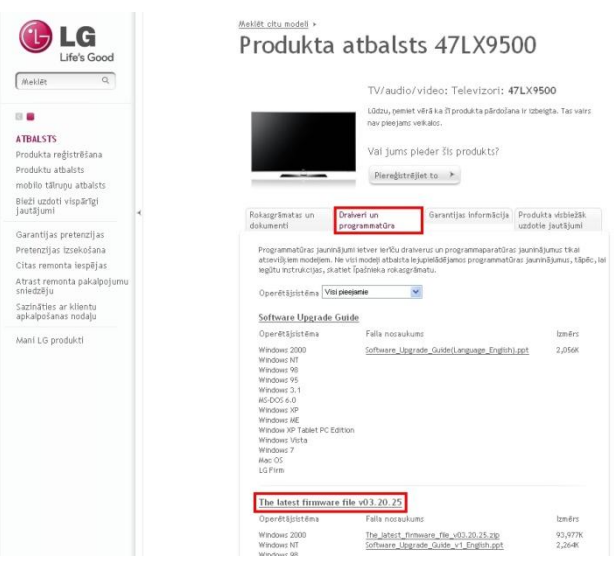 LG
Life's Good
Meklēt
ATBALSTS
Produkta reģistrēšana
Produktu atbalsts
mobilo tālruņu atbalsts
Bieži uzdoti vispārīgi
jautājumi
Garantijas pretenzijas
Pretenzijas izsekošana
Citas remonta iespējas
Atrast remonta pakalpojumu
sniedzēju
Sazināties ar klientu
apkalpošanas nodaļu
Mani LG produkti
Meklēt citu modeli
Produkta atbalsts 47LX9500
TV/audio/video: Televizori: 47LX9500
Lūdzu, ņemiet vērā ka šī produkta pārdošana ir izbeigta. Tas vairs
nav pieejams veikalos.
Vai jums pieder šis produkts?
Piereģistrējiet to
Rokasgrāmatas un
dokumenti
Draiveri un
programmatūra
Garantijas informācija
Produkta visbiežāk
uzdotie jautājumi
Programmatūras jauninājumi ietver ierīču draiverus un programmaparatūras jauninājumus tikai
atsevišķiem modeļiem. Ne visi modeļi atbalsta lejupielādējamos programmatūras jauninājumus, tāpēc, lai
iegūtu instrukcijas, skatiet īpašnieka rokasgrāmatu.
Operētājsistēma Visi pieejamie
Software Upgrade Guide
Operētājsistēma Faila nosaukums Izmērs
Windows 2000 Software_Upgrade_Guide(Language_English).ppt 2,056K
Windows NT
Windows 98
Windows 95
Windows 3.1
MS-DOS 6.0
Windows XP
Windows ME
Window XP Tablet PC Edition
Windows Vista
Windows 7
Mac OS
LG Firm
The latest firmware file v03.20.25
Operētājsistēma Faila nosaukums Izmērs
Windows 2000 The_latest_firmware_file_v03.20.25.zip 93,977K
Windows NT Software_Upgrade_Guide_v1_English.ppt 2,264K
Windows 98